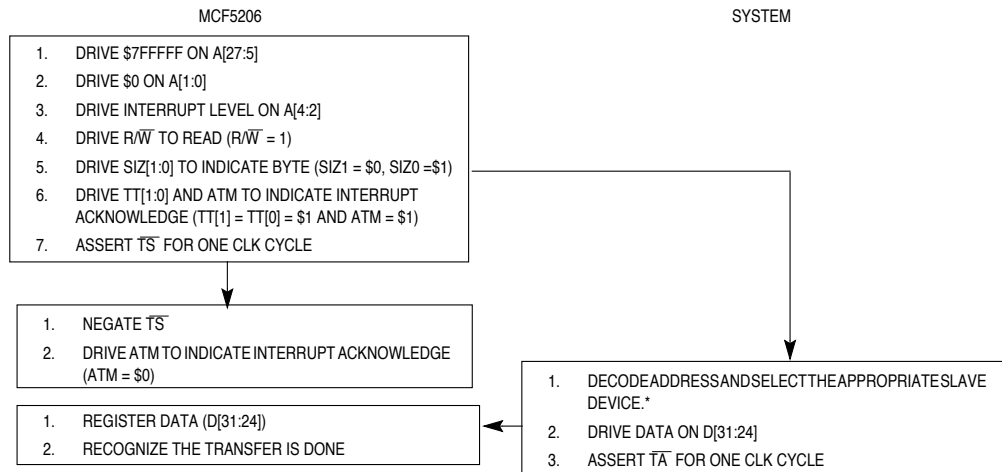 MCF5206
SYSTEM
1. DRIVE $7FFFFF ON A[27:5]
2. DRIVE $0 ON A[1:0]
3. DRIVE INTERRUPT LEVEL ON A[4:2]
4. DRIVE R/W̅ TO READ (R/W̅ = 1)
5. DRIVE SIZ[1:0] TO INDICATE BYTE (SIZ1 = $0, SIZ0 =$1)
6. DRIVE TT[1:0] AND ATM TO INDICATE INTERRUPT
ACKNOWLEDGE (TT[1] = TT[0] = $1 AND ATM = $1)
7. ASSERT T̅S̅ FOR ONE CLK CYCLE
1. NEGATE T̅S̅
2. DRIVE ATM TO INDICATE INTERRUPT ACKNOWLEDGE
(ATM = $0)
1. DECODEADDRESSANDSELECTTHEAPPROPRIATESLAVE
DEVICE.*
2. DRIVE DATA ON D[31:24]
3. ASSERT T̅A̅ FOR ONE CLK CYCLE
1. REGISTER DATA (D[31:24])
2. RECOGNIZE THE TRANSFER IS DONE